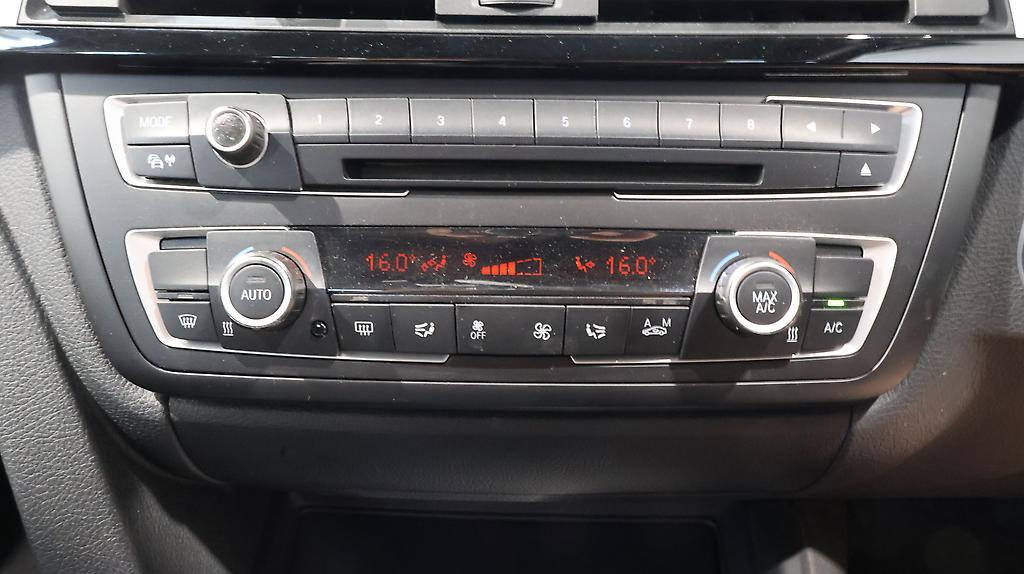 MODE 1 2 3 4 5 6 7 8
16.0° 16.0°
AUTO MAX A/C
OFF A M A/C